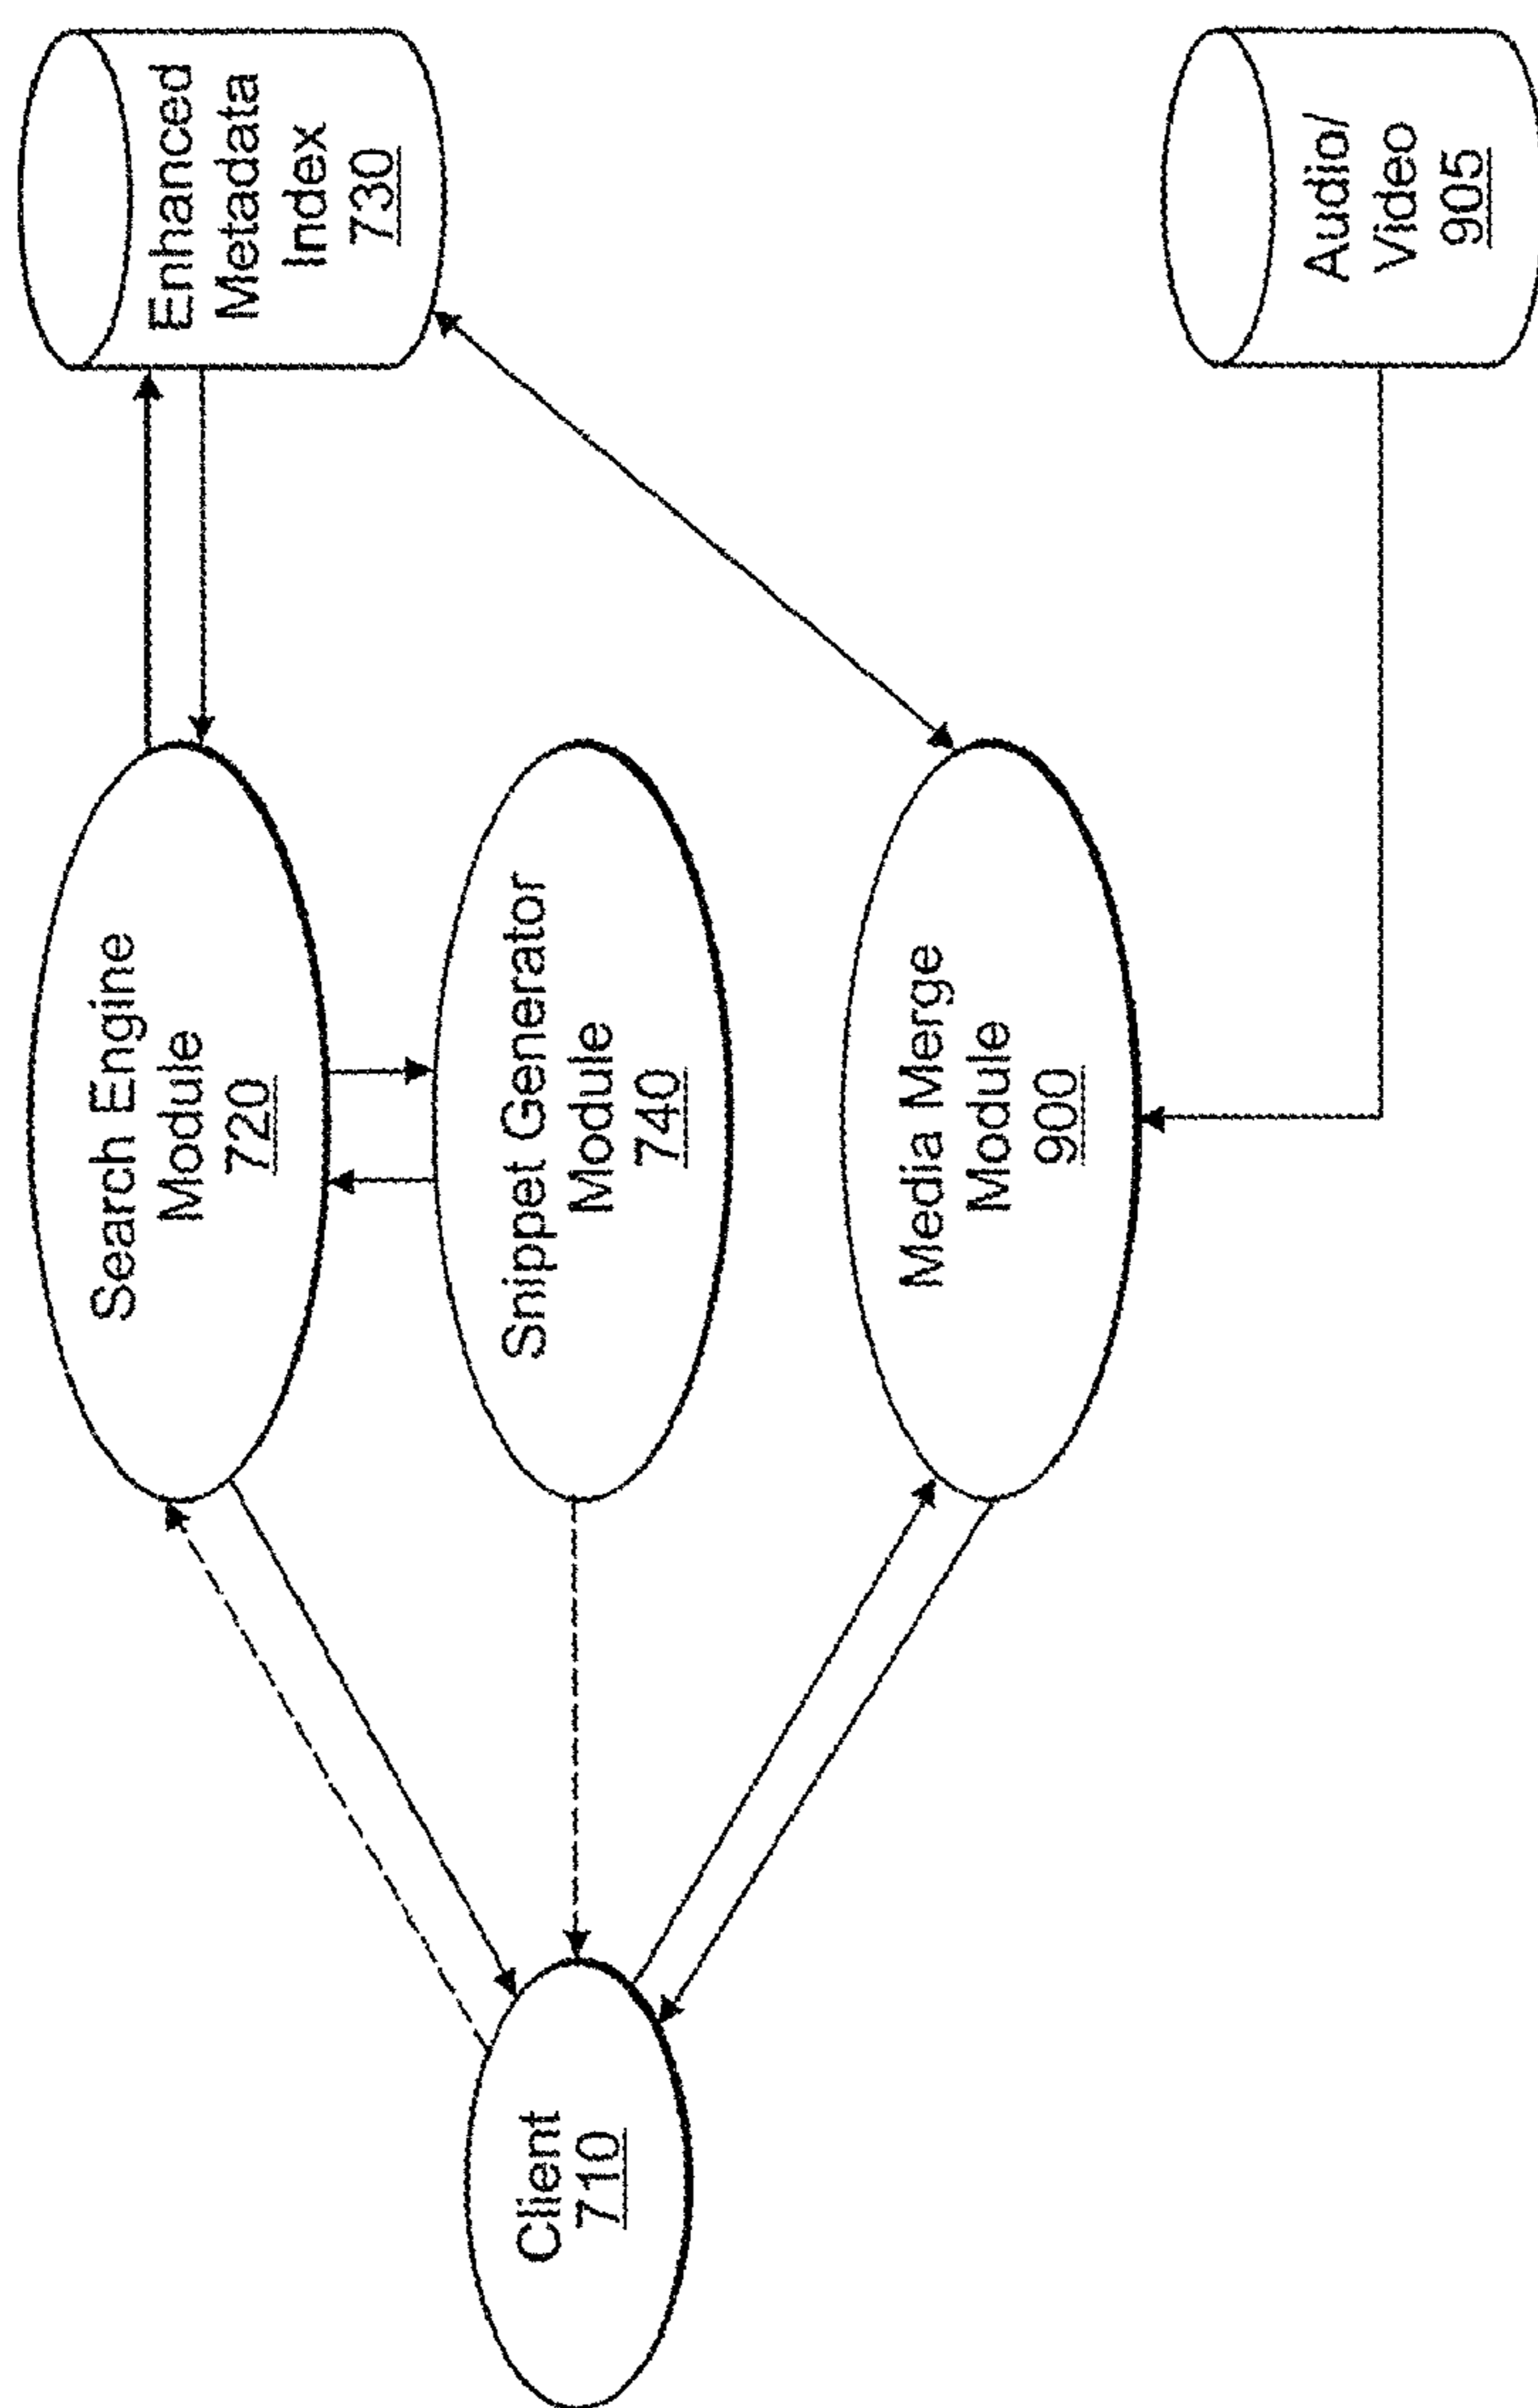 Search Engine
Module
720
Enhanced
Metadata
Index
730
Client
710
Snippet Generator
Module
740
Media Merge
Module
900
Audio/
Video
905